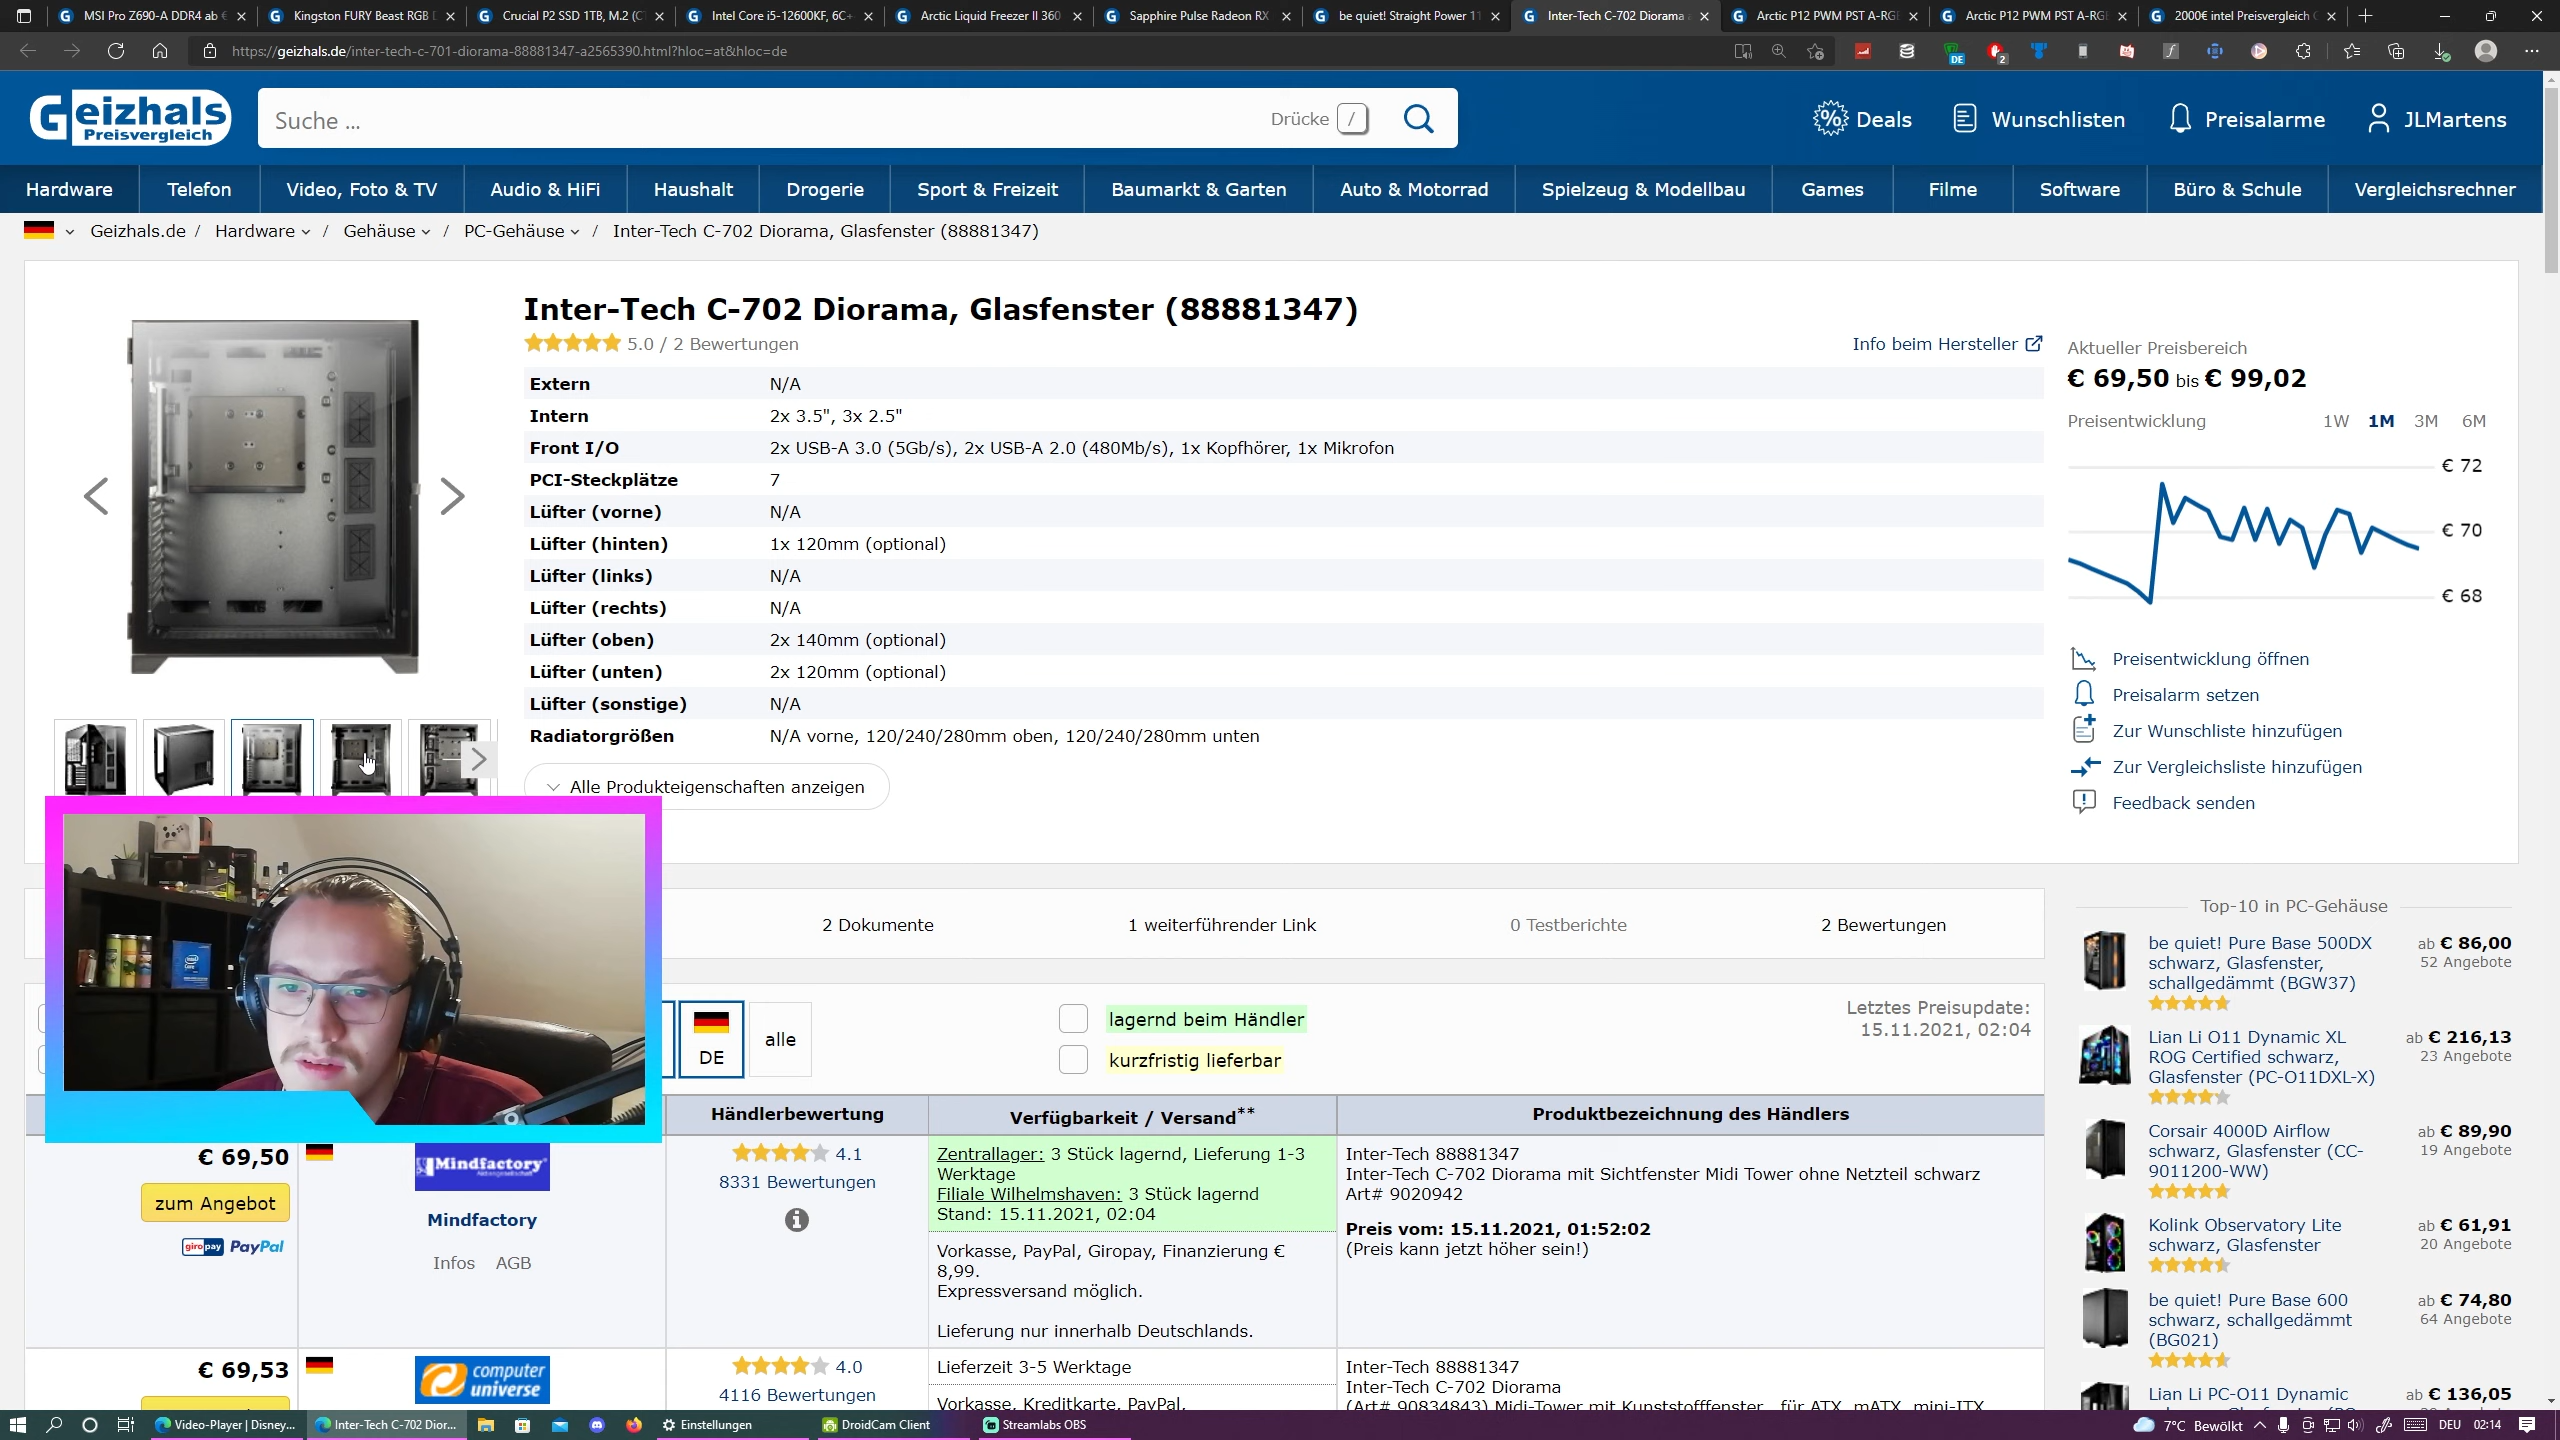 MSI Pro Z690-A DDR4 ab €
Kingston FURY Beast RGB D
Crucial P2 SSD 1TB, M.2 (CT
Intel Core i5-12600KF, 6C+
Arctic Liquid Freezer II 360
Sapphire Pulse Radeon RX
be quiet! Straight Power 11
Inter-Tech C-702 Diorama
Arctic P12 PWM PST A-RGB
Arctic P12 PWM PST A-RGB
2000€ intel Preisvergleich G
https://geizhals.de/inter-tech-c-701-diorama-88881347-a2565390.html?hloc=at&hloc=de
DE
2
Geizhals
Preisvergleich
Suche ...
Drücke /
Deals
Wunschlisten
Preisalarme
JLMartens
Hardware
Telefon
Video, Foto & TV
Audio & HiFi
Haushalt
Drogerie
Sport & Freizeit
Baumarkt & Garten
Auto & Motorrad
Spielzeug & Modellbau
Games
Filme
Software
Büro & Schule
Vergleichsrechner
Geizhals.de / Hardware / Gehäuse / PC-Gehäuse / Inter-Tech C-702 Diorama, Glasfenster (88881347)
Inter-Tech C-702 Diorama, Glasfenster (88881347)
5.0 / 2 Bewertungen
Info beim Hersteller
Extern N/A
Intern 2x 3.5", 3x 2.5"
Front I/O 2x USB-A 3.0 (5Gb/s), 2x USB-A 2.0 (480Mb/s), 1x Kopfhörer, 1x Mikrofon
PCI-Steckplätze 7
Lüfter (vorne) N/A
Lüfter (hinten) 1x 120mm (optional)
Lüfter (links) N/A
Lüfter (rechts) N/A
Lüfter (oben) 2x 140mm (optional)
Lüfter (unten) 2x 120mm (optional)
Lüfter (sonstige) N/A
Radiatorgrößen N/A vorne, 120/240/280mm oben, 120/240/280mm unten
Alle Produkteigenschaften anzeigen
Aktueller Preisbereich
€ 69,50 bis € 99,02
Preisentwicklung 1W 1M 3M 6M
€ 72
€ 70
€ 68
Preisentwicklung öffnen
Preisalarm setzen
Zur Wunschliste hinzufügen
Zur Vergleichsliste hinzufügen
Feedback senden
2 Dokumente
1 weiterführender Link
0 Testberichte
2 Bewertungen
DE
alle
lagernd beim Händler
kurzfristig lieferbar
Letztes Preisupdate:
15.11.2021, 02:04
Händlerbewertung
Verfügbarkeit / Versand**
Produktbezeichnung des Händlers
€ 69,50
zum Angebot
giropay PayPal
Mindfactory
Mindfactory
Infos AGB
4.1
8331 Bewertungen
Zentrallager: 3 Stück lagernd, Lieferung 1-3
Werktage
Filiale Wilhelmshaven: 3 Stück lagernd
Stand: 15.11.2021, 02:04
Vorkasse, PayPal, Giropay, Finanzierung €
8,99.
Expressversand möglich.
Lieferung nur innerhalb Deutschlands.
Inter-Tech 88881347
Inter-Tech C-702 Diorama mit Sichtfenster Midi Tower ohne Netzteil schwarz
Art# 9020942
Preis vom: 15.11.2021, 01:52:02
(Preis kann jetzt höher sein!)
€ 69,53
computer
universe
4.0
4116 Bewertungen
Lieferzeit 3-5 Werktage
Vorkasse, Kreditkarte, PayPal,
Inter-Tech 88881347
Inter-Tech C-702 Diorama
(Art# 90834843) Midi-Tower mit Kunststofffenster, für ATX, mATX, mini-ITX
Top-10 in PC-Gehäuse
be quiet! Pure Base 500DX
schwarz, Glasfenster,
schallgedämmt (BGW37)
ab € 86,00
52 Angebote
Lian Li O11 Dynamic XL
ROG Certified schwarz,
Glasfenster (PC-O11DXL-X)
ab € 216,13
23 Angebote
Corsair 4000D Airflow
schwarz, Glasfenster (CC-
9011200-WW)
ab € 89,90
19 Angebote
Kolink Observatory Lite
schwarz, Glasfenster
ab € 61,91
20 Angebote
be quiet! Pure Base 600
schwarz, schallgedämmt
(BG021)
ab € 74,80
64 Angebote
Lian Li PC-O11 Dynamic
ab € 136,05
Video-Player | Disney...
Inter-Tech C-702 Dior...
Einstellungen
DroidCam Client
Streamlabs OBS
7°C Bewölkt
DEU
02:14